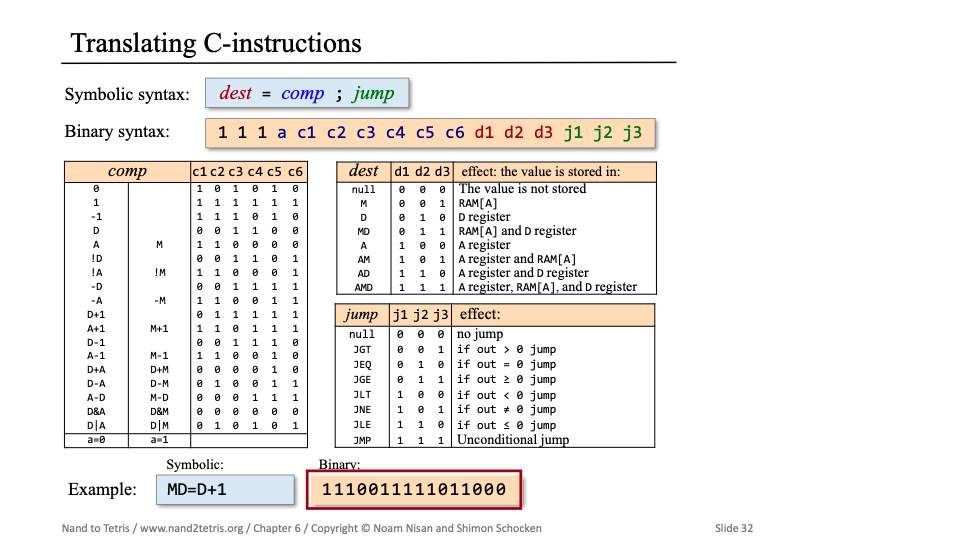 Translating C-instructions
Symbolic syntax: dest = comp ; jump
Binary syntax: 1 1 1 a c1 c2 c3 c4 c5 c6 d1 d2 d3 j1 j2 j3
comp c1 c2 c3 c4 c5 c6
0 1 0 1 0 1 0
1 1 1 1 1 1 1
-1 1 1 1 0 1 0
D 0 0 1 1 0 0
A M 1 1 0 0 0 0
!D 0 0 1 1 0 1
!A !M 1 1 0 0 0 1
-D 0 0 1 1 1 1
-A -M 1 1 0 0 1 1
D+1 0 1 1 1 1 1
A+1 M+1 1 1 0 1 1 1
D-1 0 0 1 1 1 0
A-1 M-1 1 1 0 0 1 0
D+A D+M 0 0 0 0 1 0
D-A D-M 0 1 0 0 1 1
A-D M-D 0 0 0 1 1 1
D&A D&M 0 0 0 0 0 0
D|A D|M 0 1 0 1 0 1
a=0 a=1
dest d1 d2 d3 effect: the value is stored in:
null 0 0 0 The value is not stored
M 0 0 1 RAM[A]
D 0 1 0 D register
MD 0 1 1 RAM[A] and D register
A 1 0 0 A register
AM 1 0 1 A register and RAM[A]
AD 1 1 0 A register and D register
AMD 1 1 1 A register, RAM[A], and D register
jump j1 j2 j3 effect:
null 0 0 0 no jump
JGT 0 0 1 if out > 0 jump
JEQ 0 1 0 if out = 0 jump
JGE 0 1 1 if out ≥ 0 jump
JLT 1 0 0 if out < 0 jump
JNE 1 0 1 if out ≠ 0 jump
JLE 1 1 0 if out ≤ 0 jump
JMP 1 1 1 Unconditional jump
Symbolic: Binary:
Example: MD=D+1 1110011111011000
Nand to Tetris / www.nand2tetris.org / Chapter 6 / Copyright © Noam Nisan and Shimon Schocken Slide 32